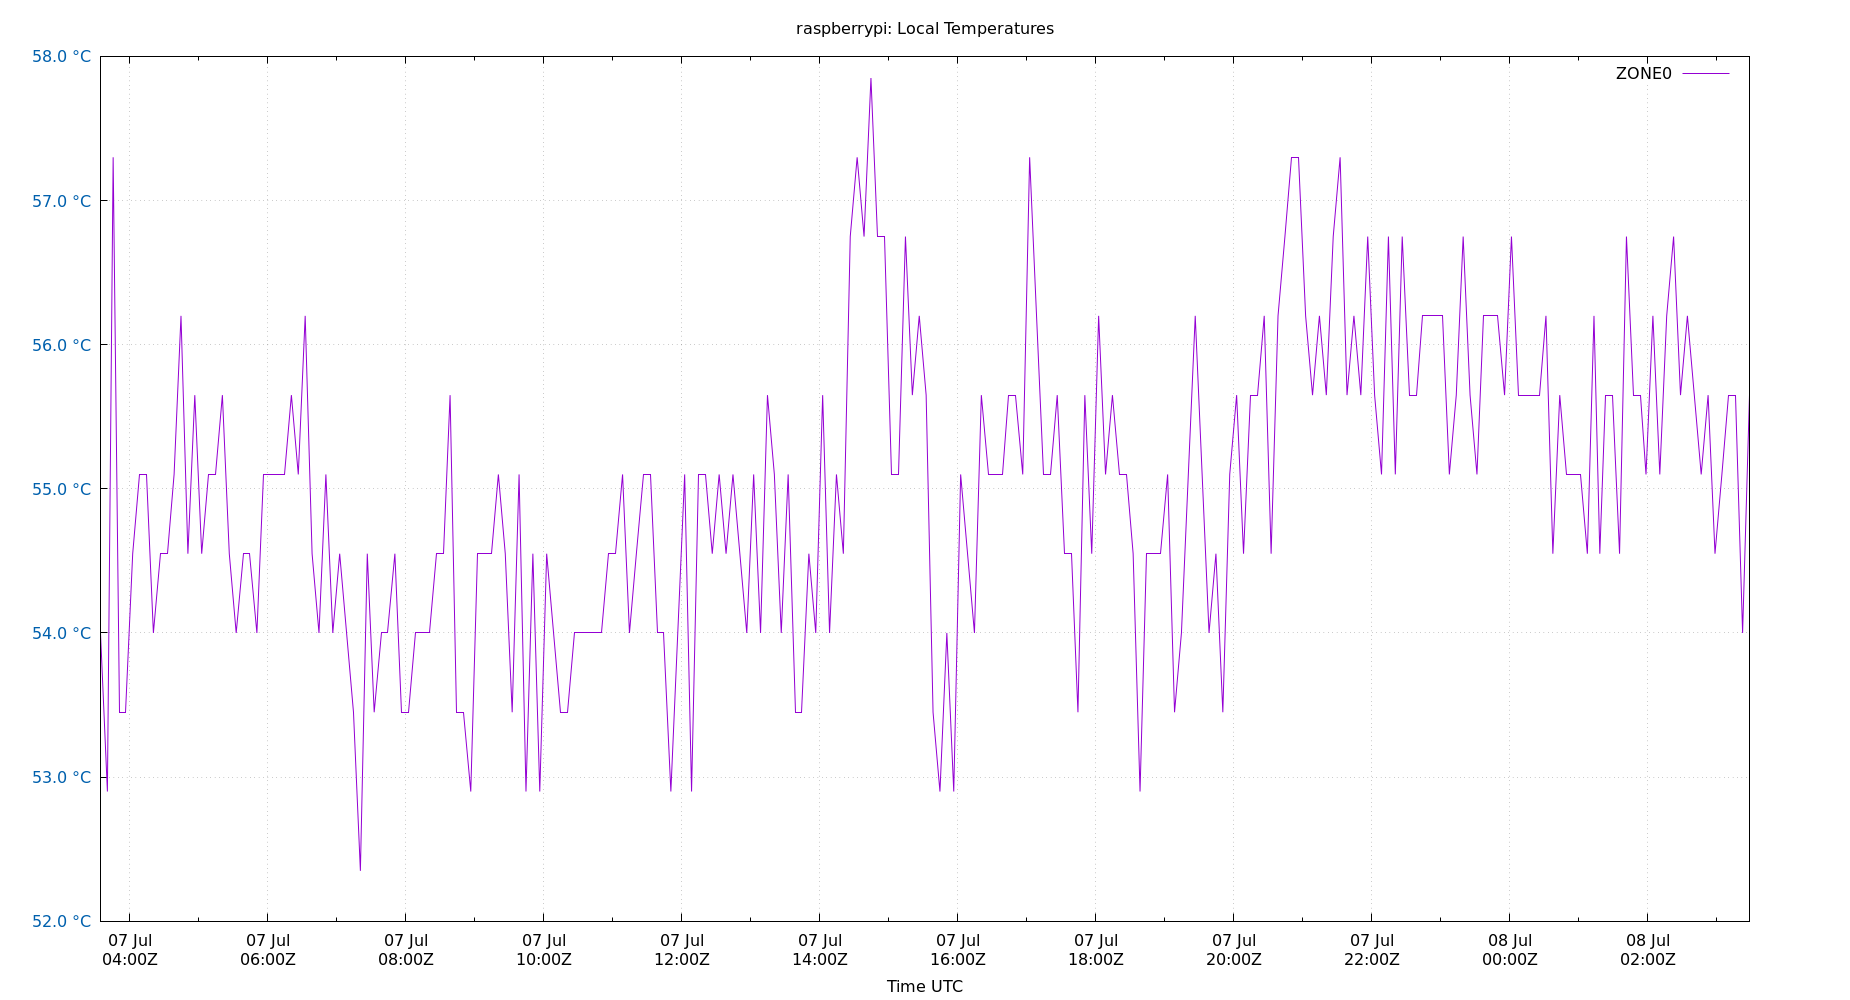 raspberrypi: Local Temperatures
58.0 °C
ZONE0
57.0 °C
56.0 °C
55.0 °C
54.0 °C
53.0 °C
52.0 °C
07 Jul 07 Jul 07 Jul 07 Jul 07 Jul 07 Jul 07 Jul 07 Jul 07 Jul 07 Jul 08 Jul 08 Jul
04:00Z 06:00Z 08:00Z 10:00Z 12:00Z 14:00Z 16:00Z 18:00Z 20:00Z 22:00Z 00:00Z 02:00Z
Time UTC